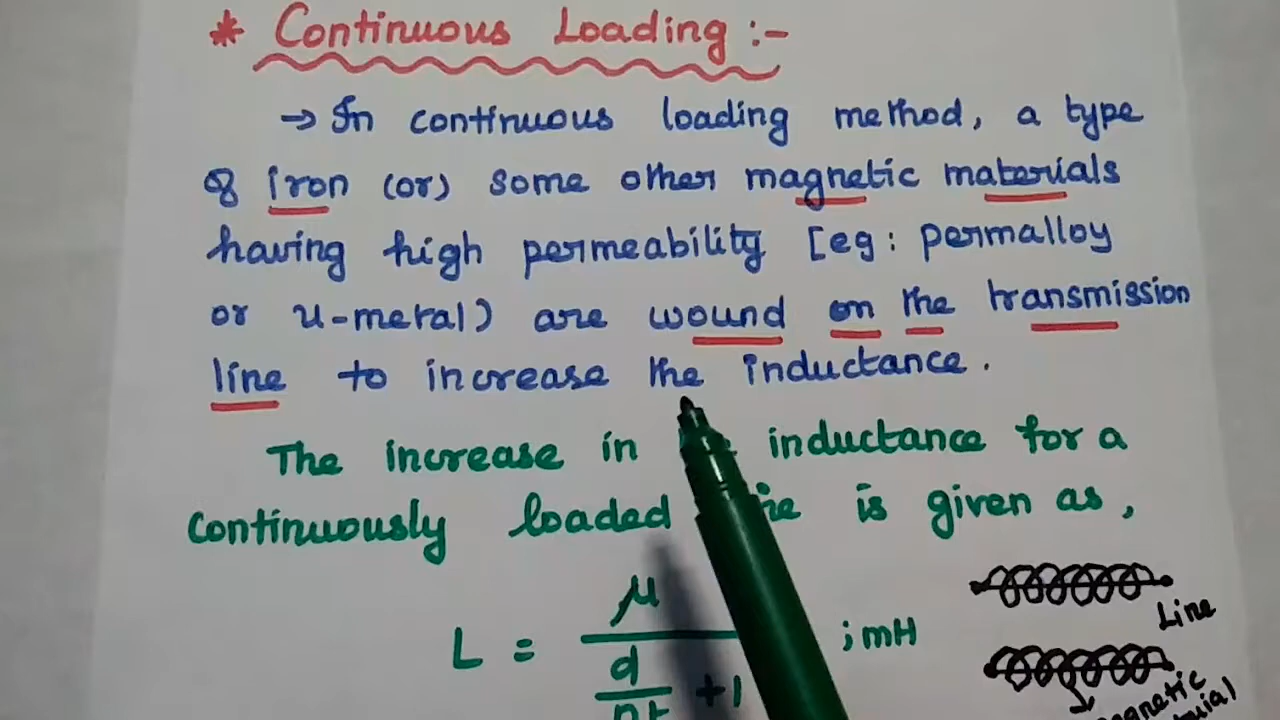 * Continuous Loading :-
→ In continuous loading method, a type
of iron (or) some other magnetic materials
having high permeability [eg: permalloy
or u-metal) are wound on the transmission
line to increase the inductance.
The increase in inductance for a
continuously loaded is given as,
μ
L = ; mH
d
+1
Line